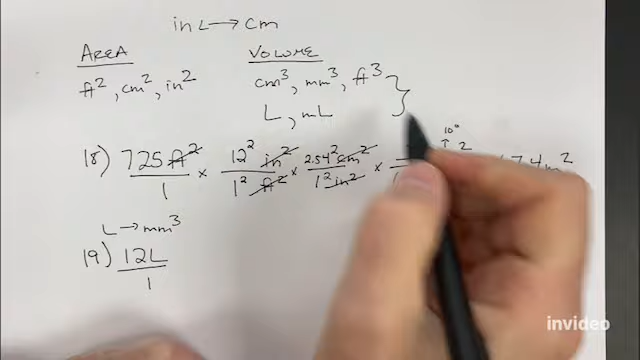 in L → cm
AREA
ft², cm², in²
VOLUME
cm³, mm³, ft³
L, mL
18) 725 ft²/1 × 12² in²/1² ft² × 2.54² cm²/1² in² ×
10⁰
L → mm³
19) 12L/1
invideo